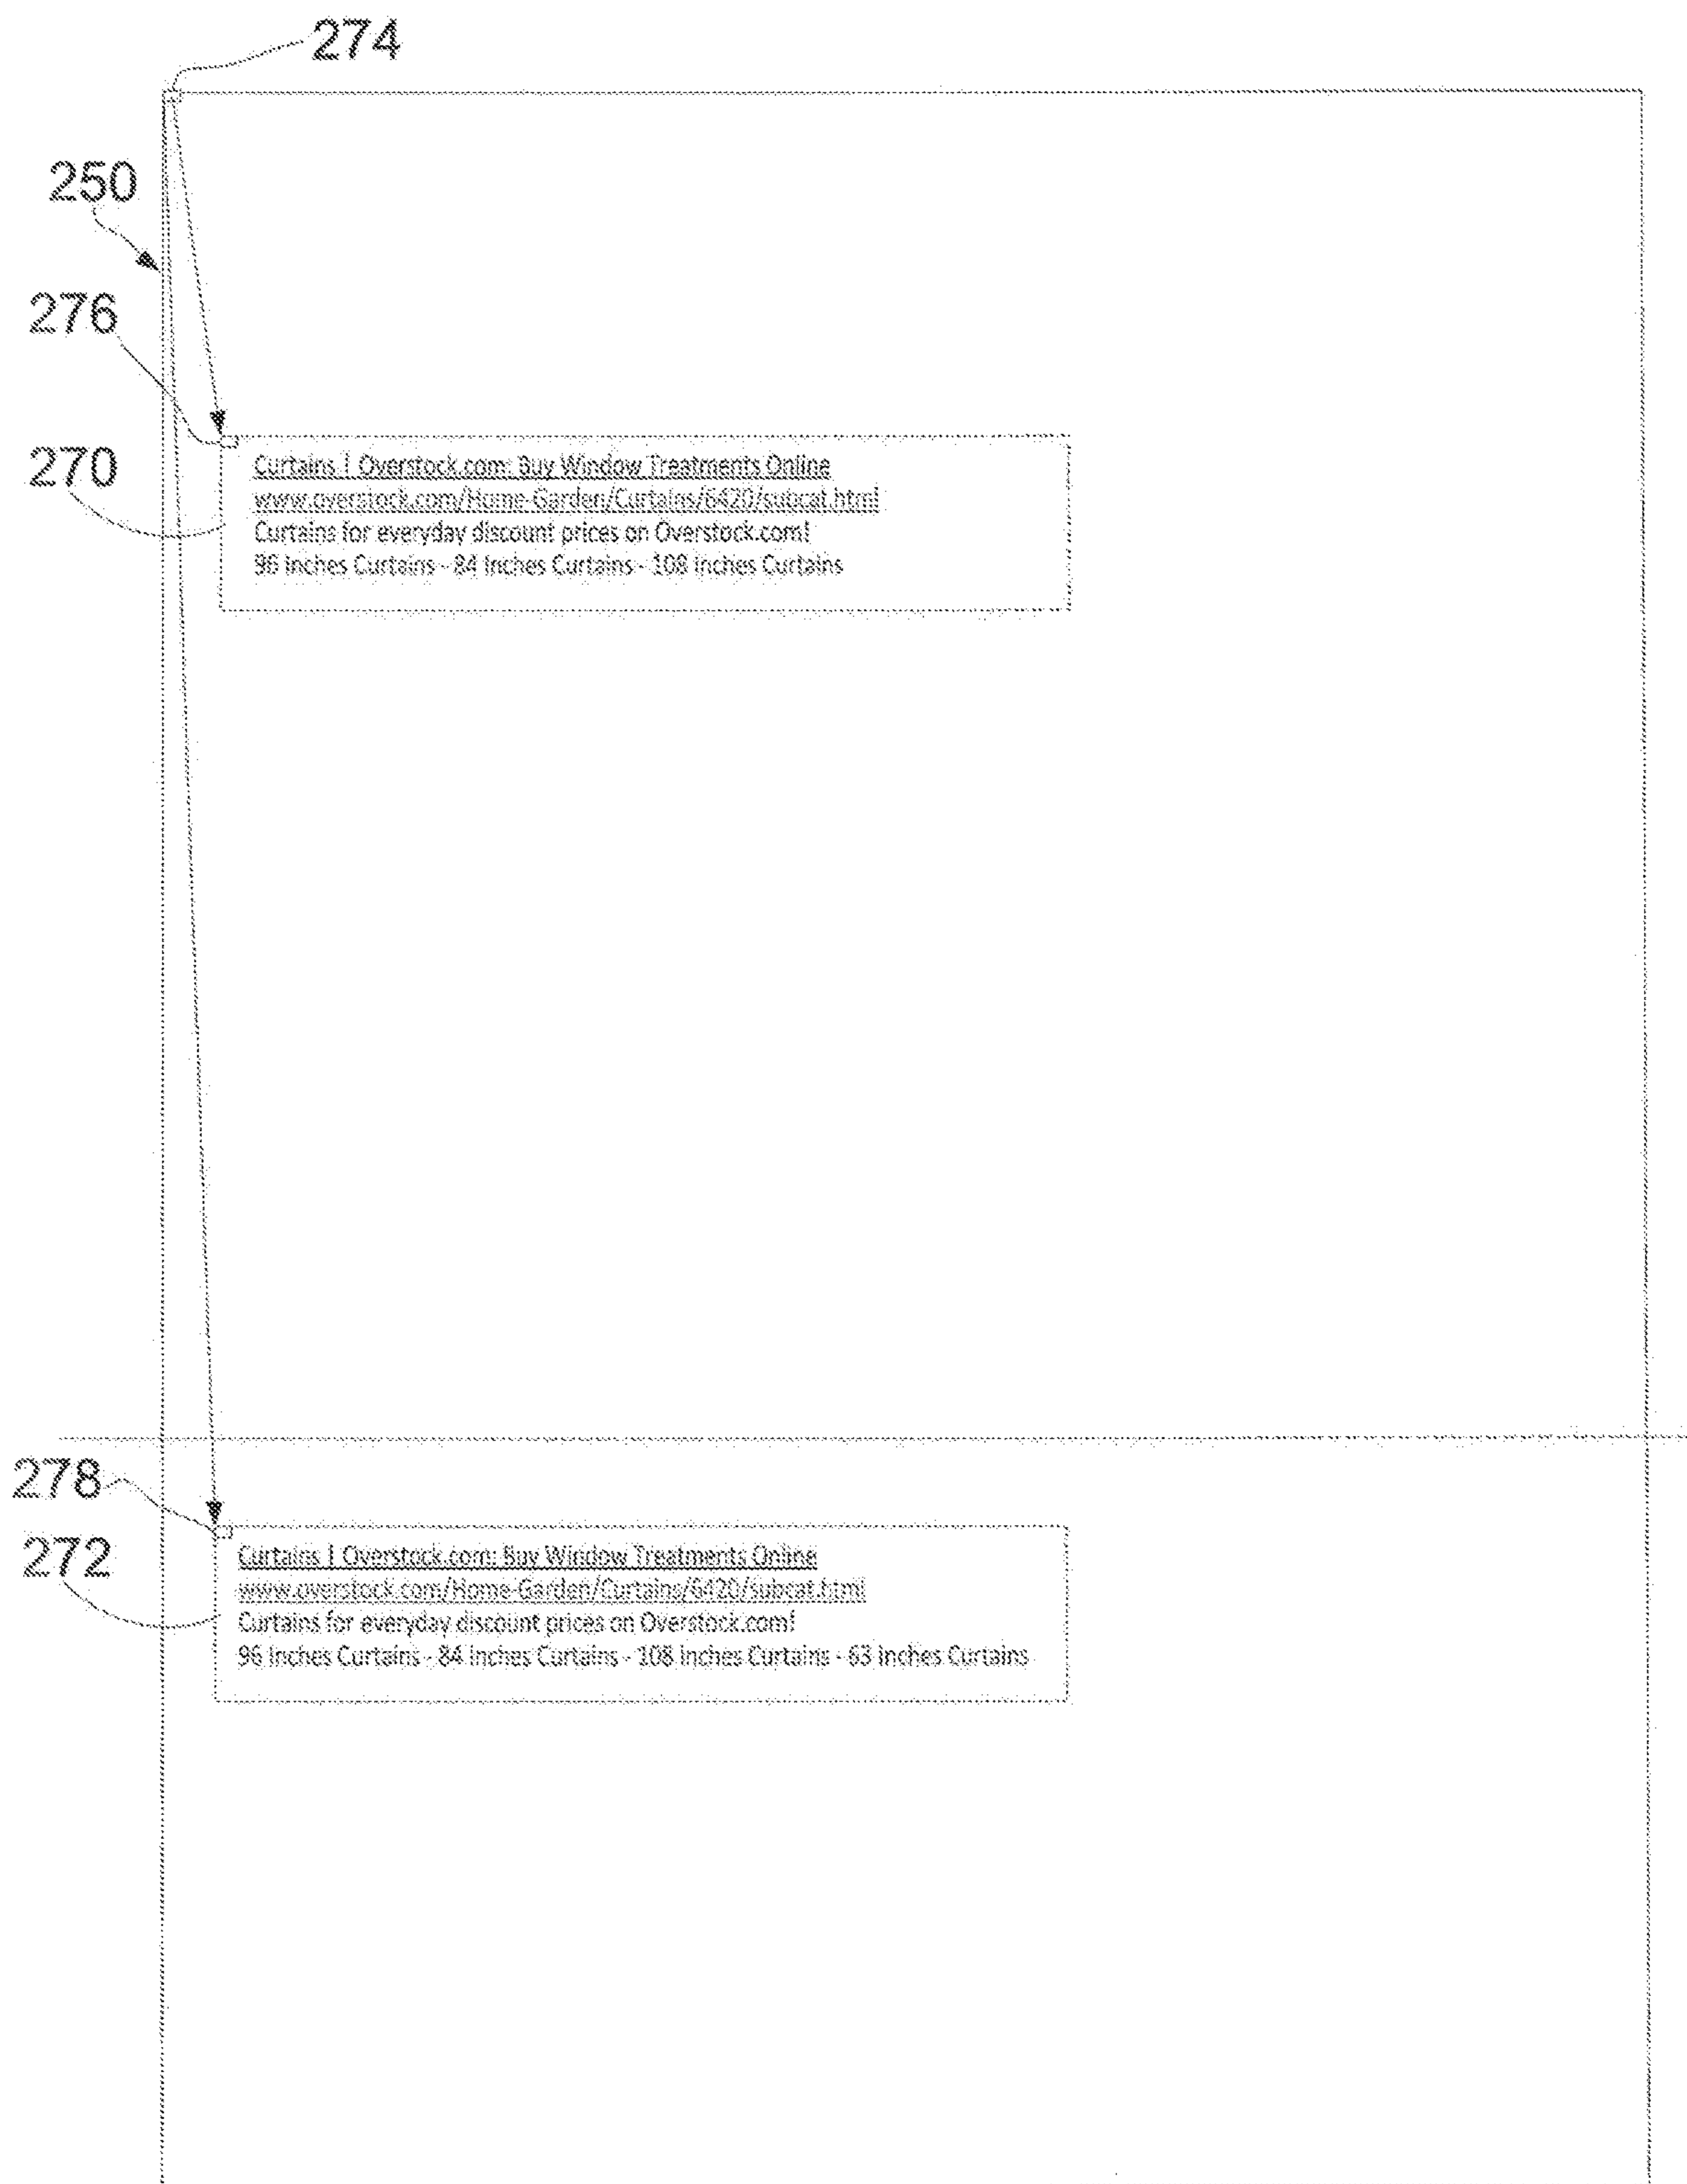 274
250
276
270
Curtains | Overstock.com: Buy Window Treatments Online
www.overstock.com/Home-Garden/Curtains/6420/subcat.html
Curtains for everyday discount prices on Overstock.com!
96 Inches Curtains - 84 Inches Curtains - 108 Inches Curtains
278
272
Curtains | Overstock.com: Buy Window Treatments Online
www.overstock.com/Home-Garden/Curtains/6420/subcat.html
Curtains for everyday discount prices on Overstock.com!
96 Inches Curtains - 84 Inches Curtains - 108 Inches Curtains - 63 Inches Curtains